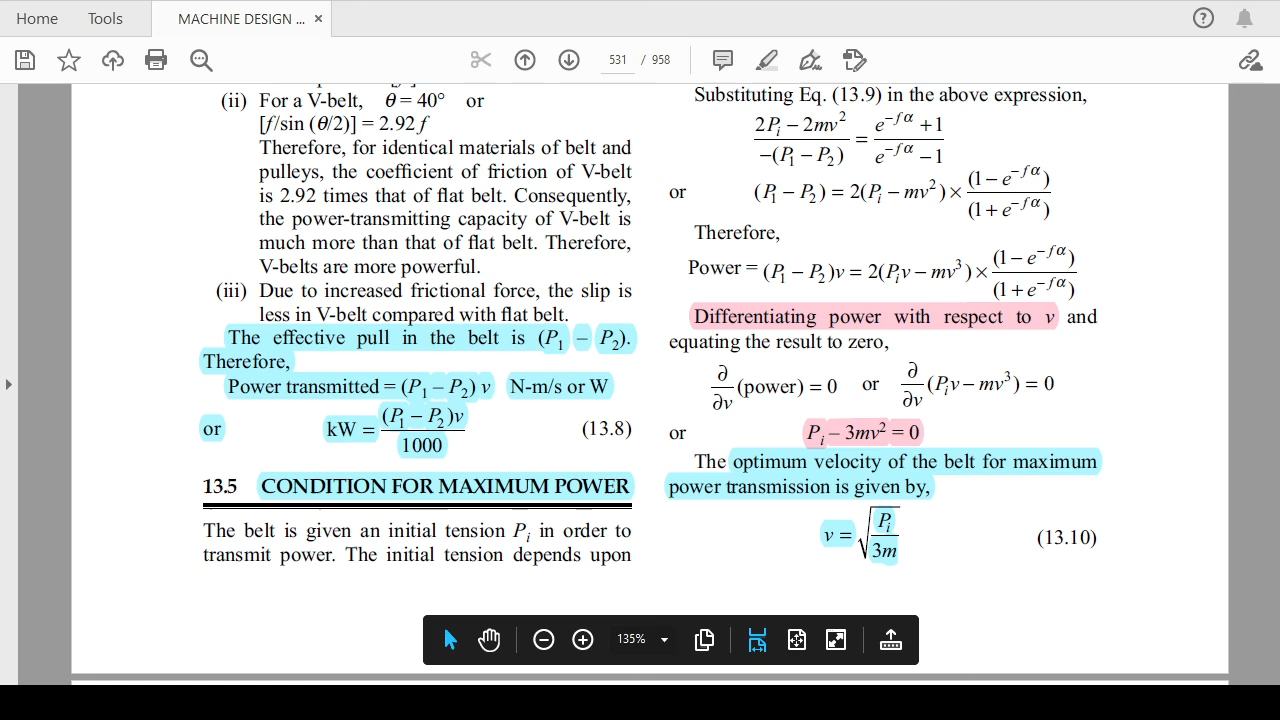 Home Tools MACHINE DESIGN ... ×
531 / 958
(ii) For a V-belt, θ = 40° or
[f/sin (θ/2)] = 2.92 f
Therefore, for identical materials of belt and
pulleys, the coefficient of friction of V-belt
is 2.92 times that of flat belt. Consequently,
the power-transmitting capacity of V-belt is
much more than that of flat belt. Therefore,
V-belts are more powerful.
(iii) Due to increased frictional force, the slip is
less in V-belt compared with flat belt.
The effective pull in the belt is (P₁ – P₂).
Therefore,
Power transmitted = (P₁ – P₂) v N-m/s or W
or kW = (P₁ – P₂)v / 1000 (13.8)
13.5 CONDITION FOR MAXIMUM POWER
The belt is given an initial tension Pᵢ in order to
transmit power. The initial tension depends upon
Substituting Eq. (13.9) in the above expression,
(2Pᵢ – 2mv²) / (–(P₁ – P₂)) = (e^(–fα) + 1) / (e^(–fα) – 1)
or (P₁ – P₂) = 2(Pᵢ – mv²) × (1 – e^(–fα)) / (1 + e^(–fα))
Therefore,
Power = (P₁ – P₂)v = 2(Pᵢv – mv³) × (1 – e^(–fα)) / (1 + e^(–fα))
Differentiating power with respect to v and
equating the result to zero,
∂/∂v (power) = 0 or ∂/∂v (Pᵢv – mv³) = 0
or Pᵢ – 3mv² = 0
The optimum velocity of the belt for maximum
power transmission is given by,
v = √(Pᵢ / 3m) (13.10)
135%